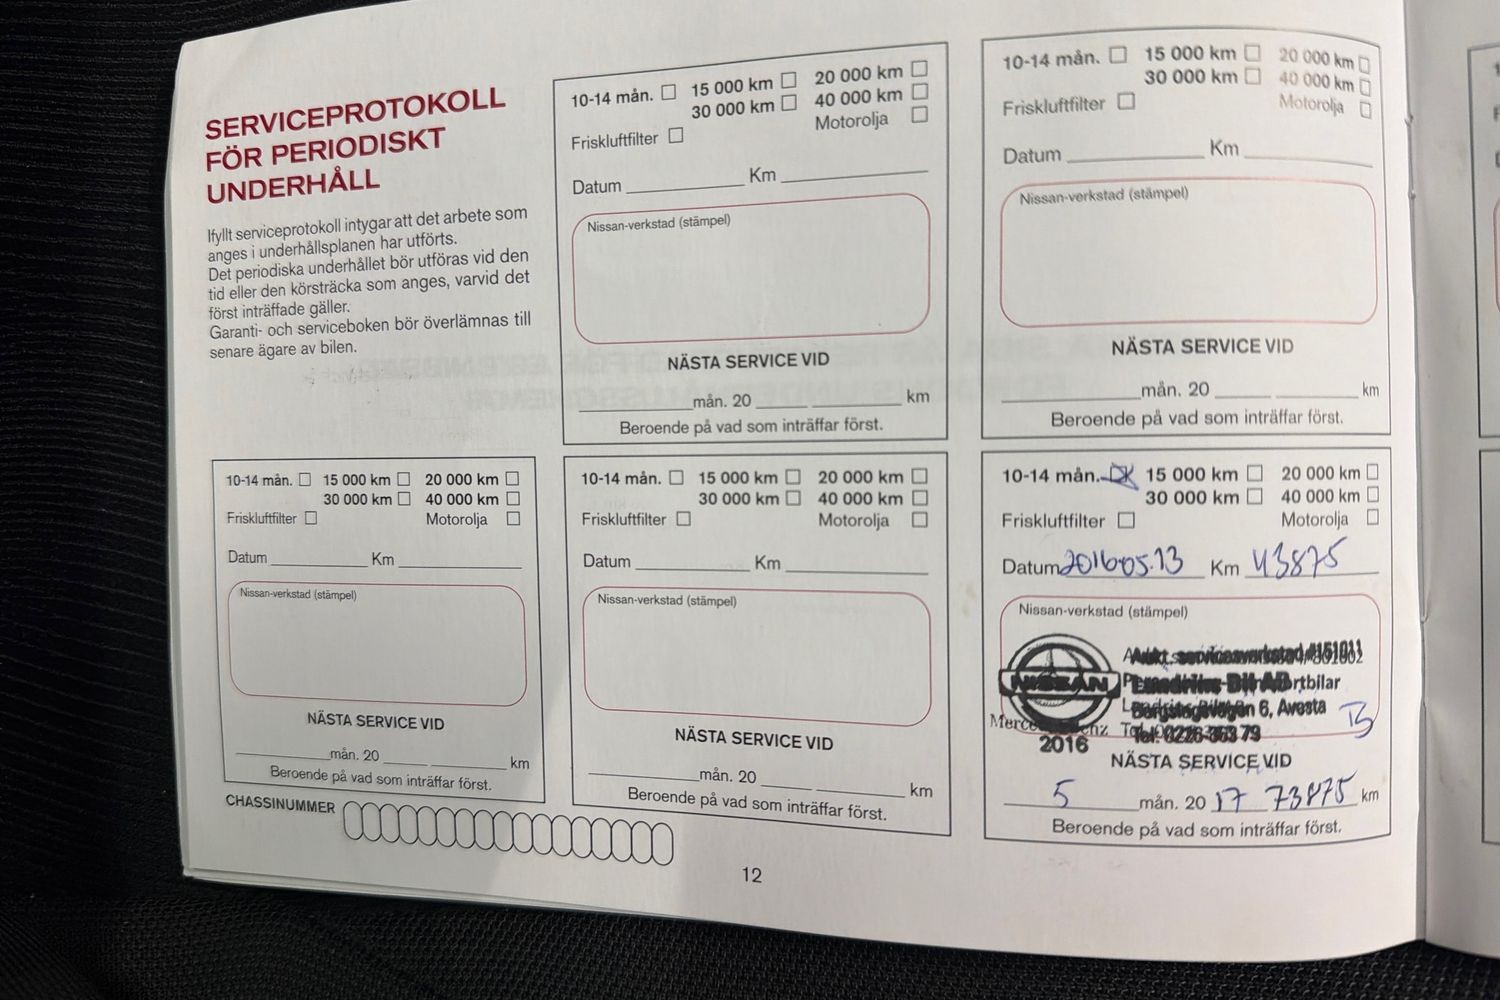 SERVICEPROTOKOLL
FÖR PERIODISKT
UNDERHÅLL
Ifyllt serviceprotokoll intygar att det arbete som
anges i underhållsplanen har utförts.
Det periodiska underhållet bör utföras vid den
tid eller den körsträcka som anges, varvid det
först inträffade gäller.
Garanti- och serviceboken bör överlämnas till
senare ägare av bilen.
10-14 mån. 15 000 km 20 000 km
30 000 km 40 000 km
Friskluftfilter Motorolja
Datum Km
Nissan-verkstad (stämpel)
NÄSTA SERVICE VID
mån. 20 km
Beroende på vad som inträffar först.
10-14 mån. 15 000 km 20 000 km
30 000 km 40 000 km
Friskluftfilter Motorolja
Datum Km
Nissan-verkstad (stämpel)
NÄSTA SERVICE VID
mån. 20 km
Beroende på vad som inträffar först.
10-14 mån. 15 000 km 20 000 km
30 000 km 40 000 km
Friskluftfilter Motorolja
Datum Km
Nissan-verkstad (stämpel)
NÄSTA SERVICE VID
mån. 20 km
Beroende på vad som inträffar först.
10-14 mån. 15 000 km 20 000 km
30 000 km 40 000 km
Friskluftfilter Motorolja
Datum Km
Nissan-verkstad (stämpel)
NÄSTA SERVICE VID
mån. 20 km
Beroende på vad som inträffar först.
10-14 mån. 15 000 km 20 000 km
30 000 km 40 000 km
Friskluftfilter Motorolja
Datum 2016.05.13 Km 43875
Nissan-verkstad (stämpel)
NISSAN
Aukt. serviceverkstad #151011
6, Avesta
2016
NÄSTA SERVICE VID
5 mån. 20 17 73875 km
Beroende på vad som inträffar först.
CHASSINUMMER
12